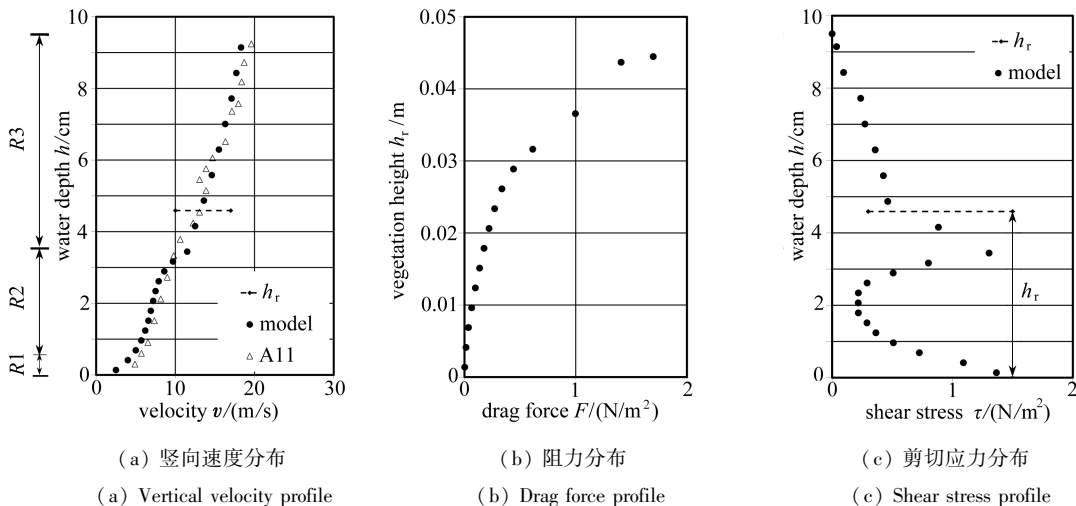 10
8
6
4
2
0
R3
R2
R1
water depth h/cm
h_r
model
A11
0 10 20 30
velocity v/(m/s)
(a) 竖向速度分布
(a) Vertical velocity profile
0.05
0.04
0.03
0.02
0.01
vegetation height h_r/m
0 1 2
drag force F/(N/m²)
(b) 阻力分布
(b) Drag force profile
10
8
6
4
2
0
water depth h/cm
h_r
model
h_r
0 1 2
shear stress τ/(N/m²)
(c) 剪切应力分布
(c) Shear stress profile